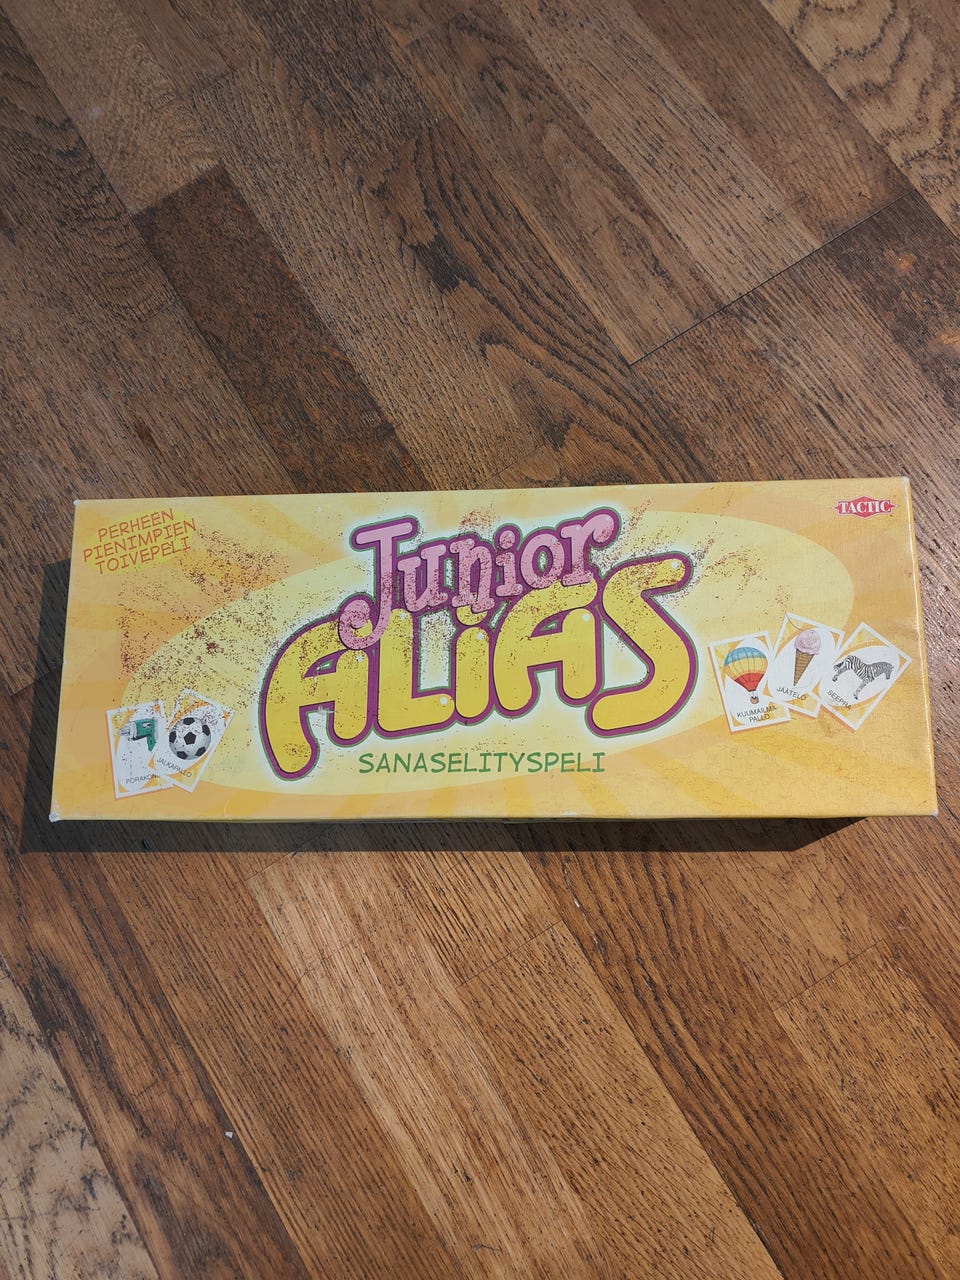 PERHEEN
PIENIMPIEN
TOIVEPELI
TACTIC
Junior
ALiAS
SANASELITYSPELI
JALKAPALLO
KUUMAILMA-
PALLO
JÄÄTELÖ
SEEPRA